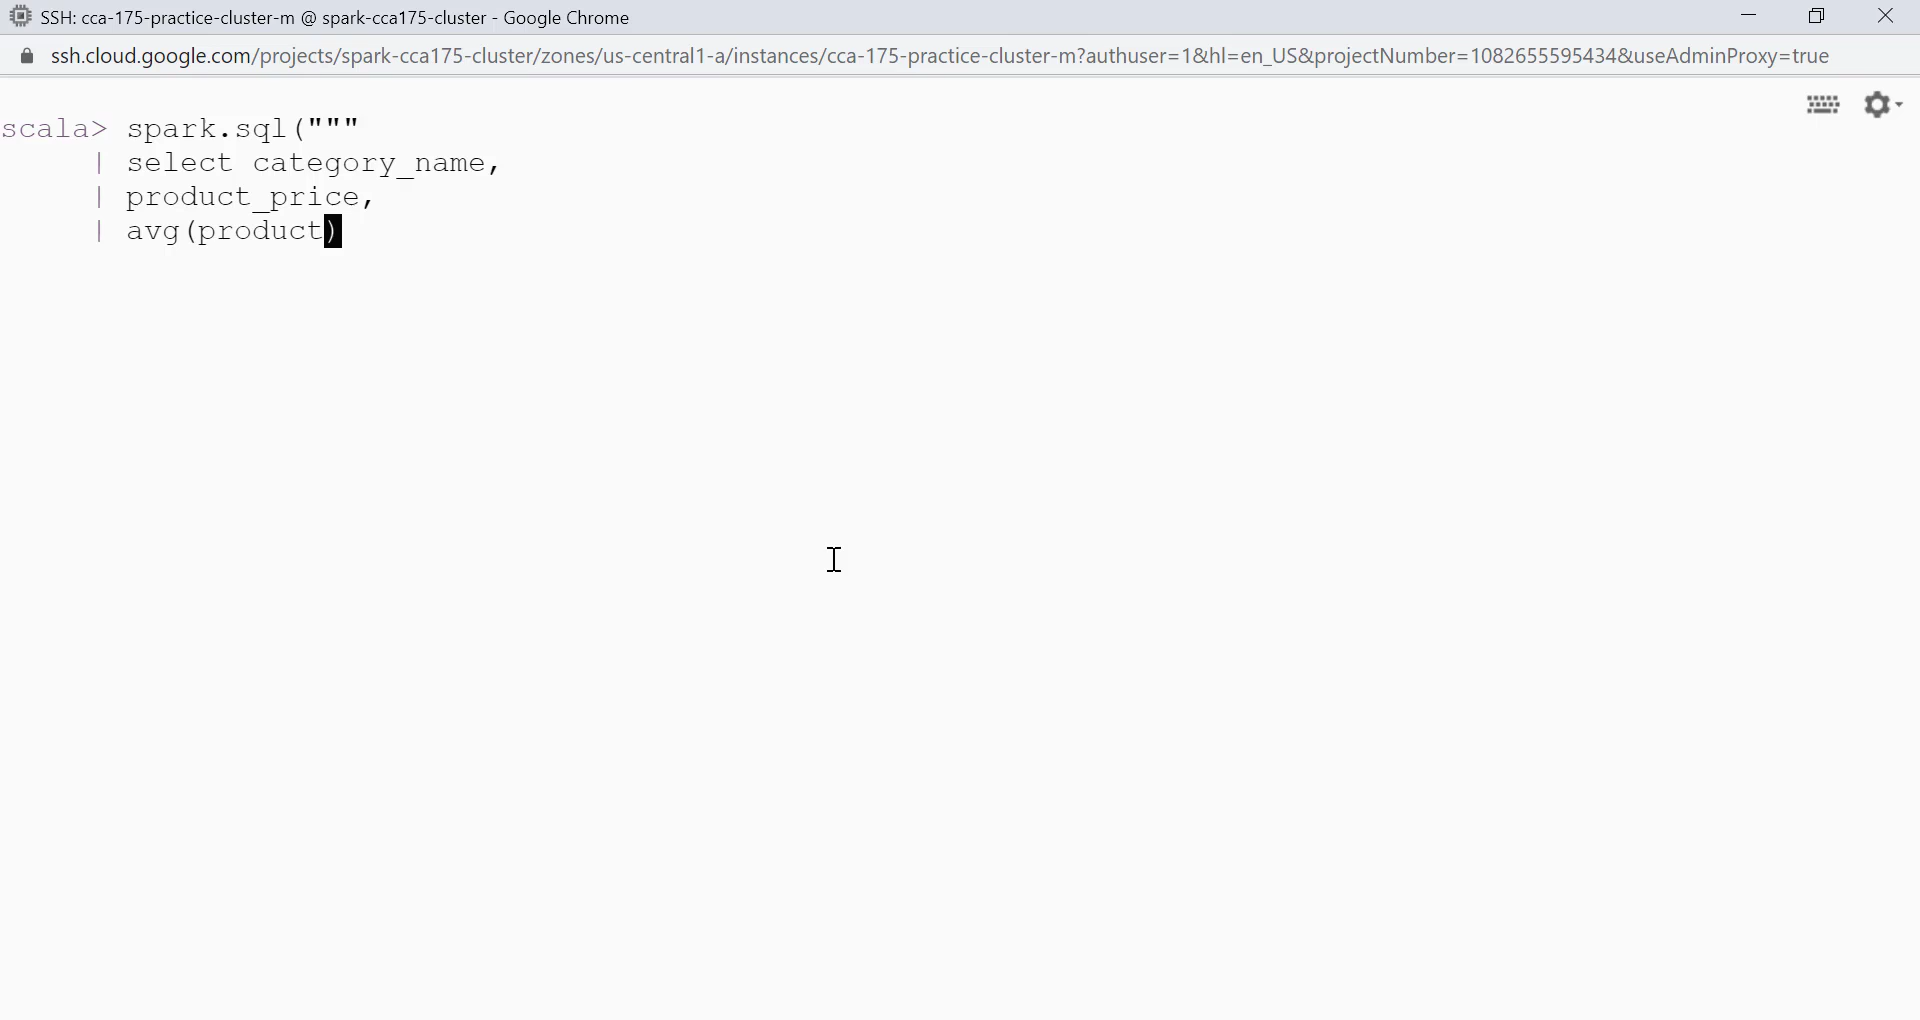 SSH: cca-175-practice-cluster-m @ spark-cca175-cluster - Google Chrome
ssh.cloud.google.com/projects/spark-cca175-cluster/zones/us-central1-a/instances/cca-175-practice-cluster-m?authuser=1&hl=en_US&projectNumber=1082655595434&useAdminProxy=true
scala> spark.sql("""
| select category_name,
| product_price,
| avg(product)